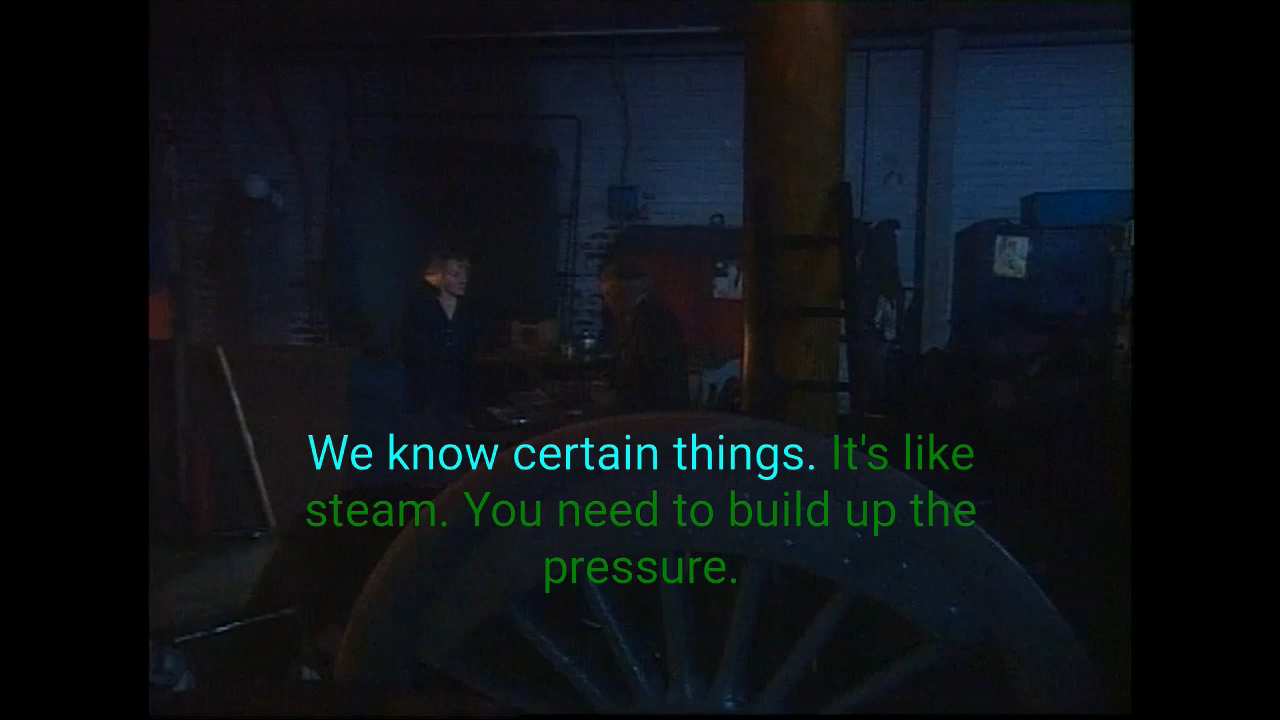 We know certain things. It's like
steam. You need to build up the
pressure.